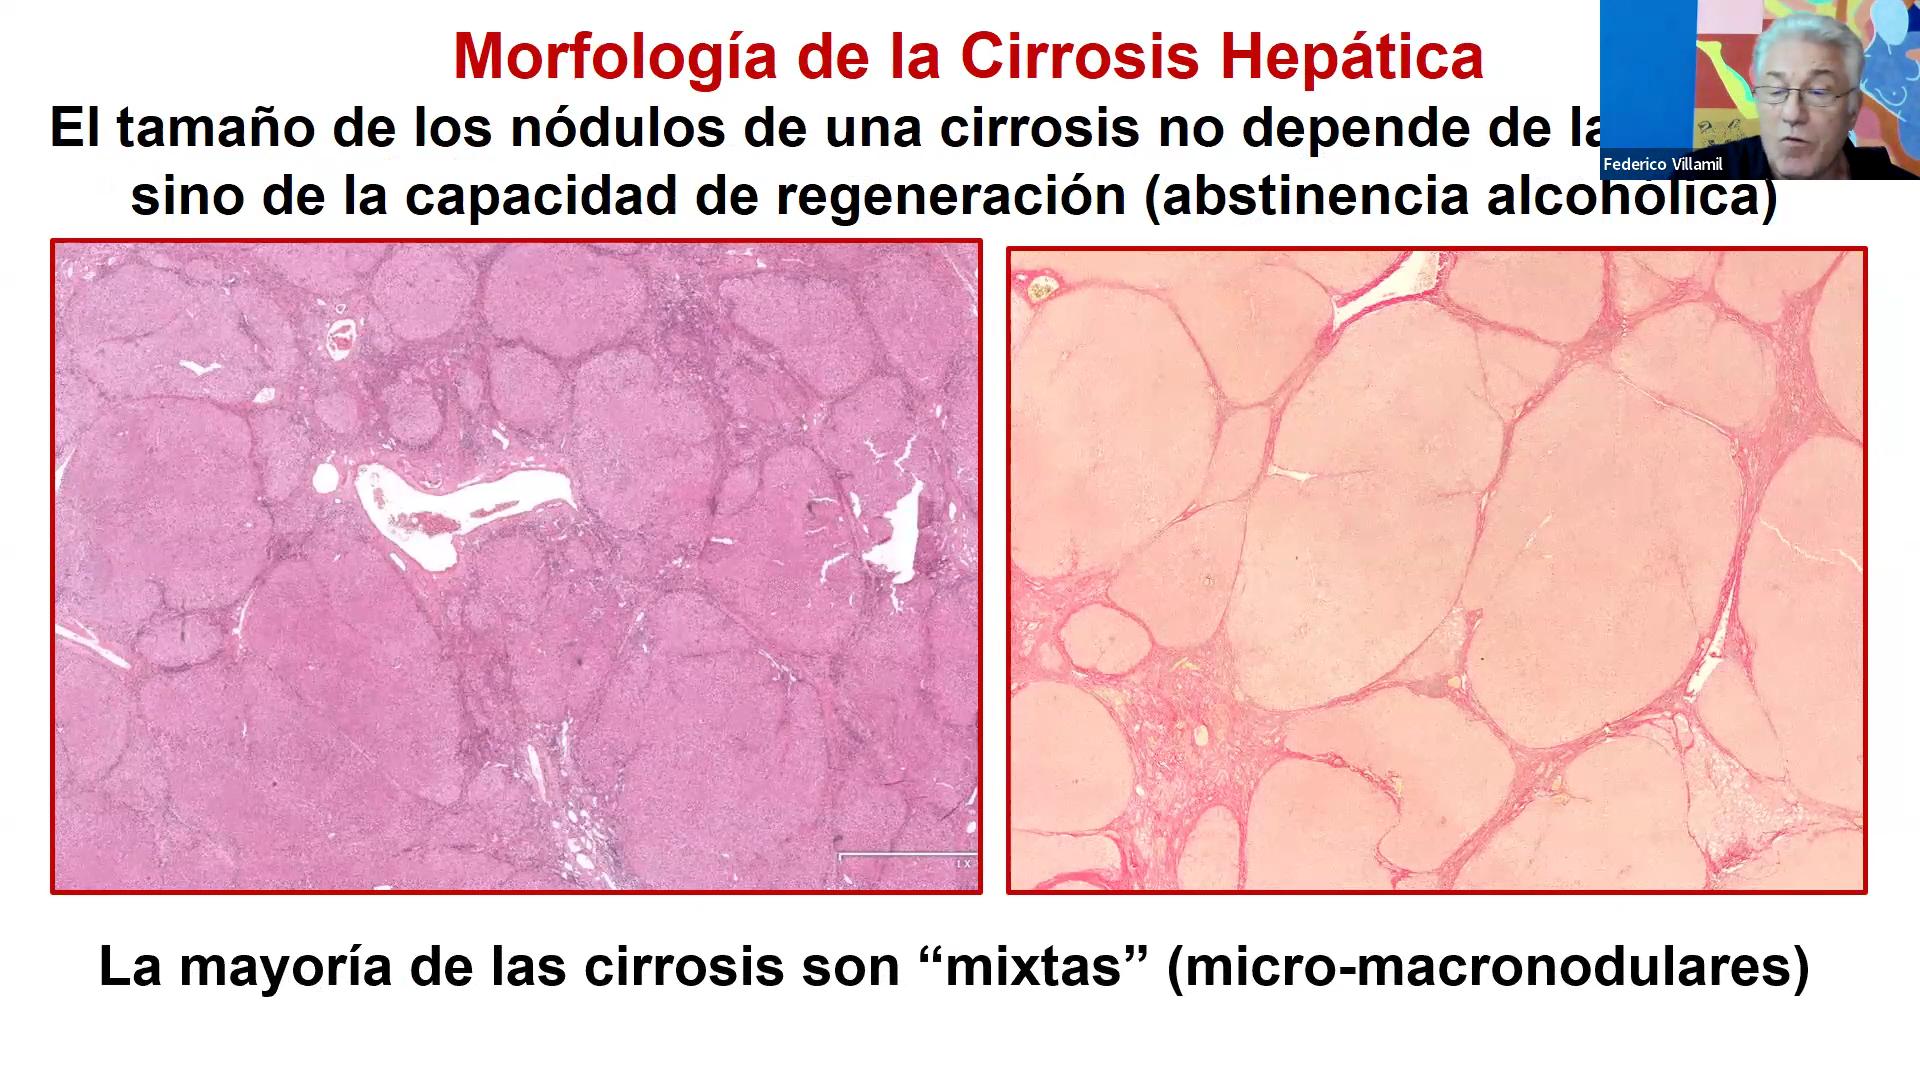 Morfología de la Cirrosis Hepática
El tamaño de los nódulos de una cirrosis no depende de la
Federico Villamil
sino de la capacidad de regeneración (abstinencia alcohólica)
1X
La mayoría de las cirrosis son “mixtas” (micro-macronodulares)